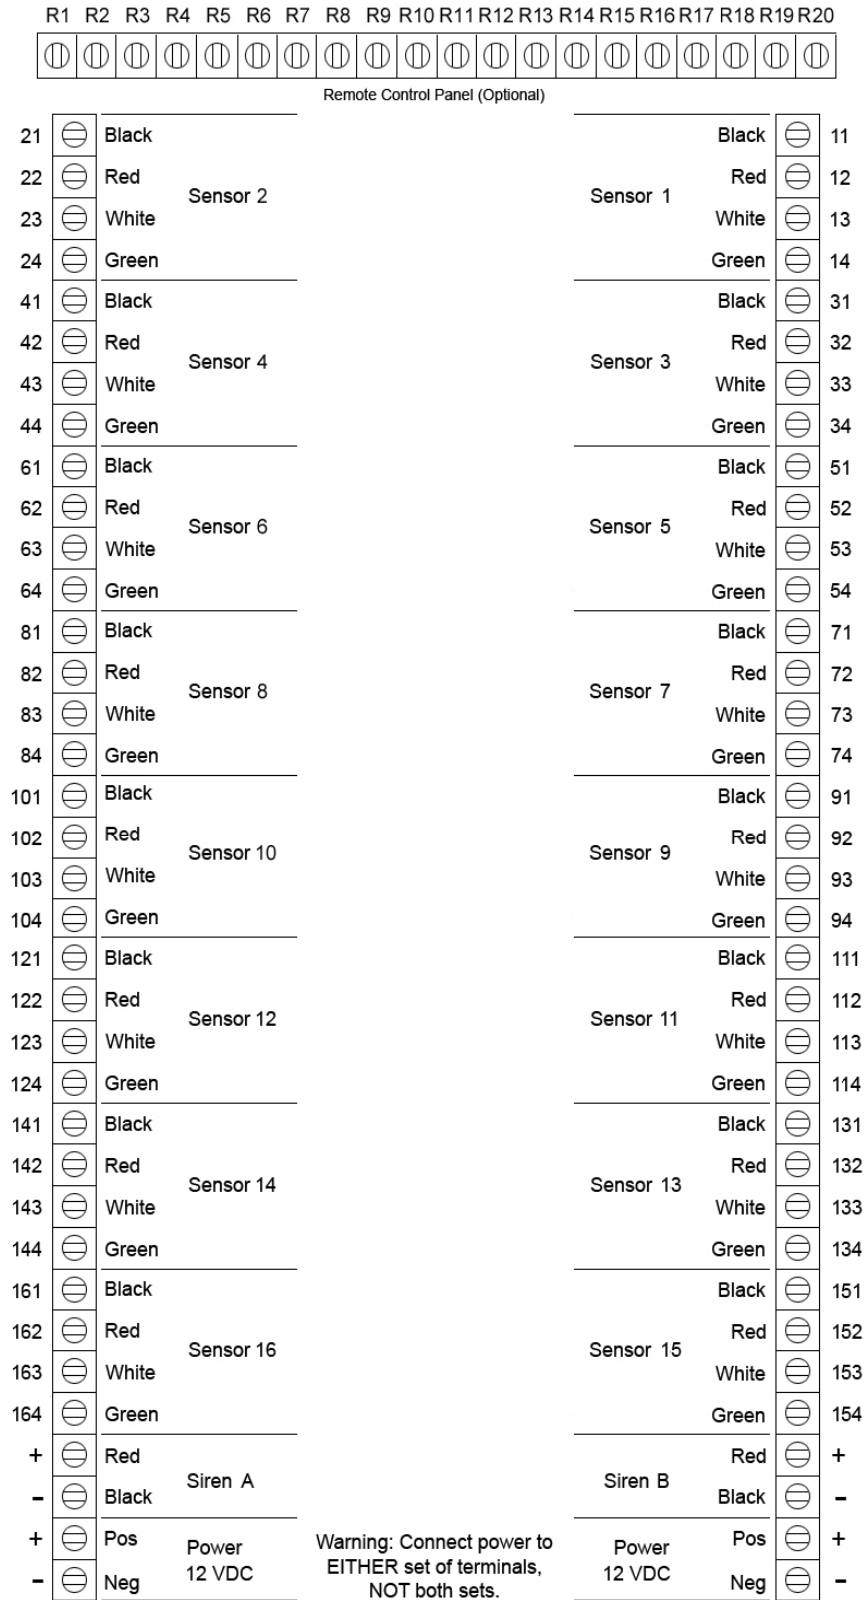 R1 R2 R3 R4 R5 R6 R7 R8 R9 R10 R11 R12 R13 R14 R15 R16 R17 R18 R19 R20
Remote Control Panel (Optional)
21 Black Black 11
22 Red Red 12
Sensor 2 Sensor 1
23 White White 13
24 Green Green 14
41 Black Black 31
42 Red Red 32
Sensor 4 Sensor 3
43 White White 33
44 Green Green 34
61 Black Black 51
62 Red Red 52
Sensor 6 Sensor 5
63 White White 53
64 Green Green 54
81 Black Black 71
82 Red Red 72
Sensor 8 Sensor 7
83 White White 73
84 Green Green 74
101 Black Black 91
102 Red Red 92
Sensor 10 Sensor 9
103 White White 93
104 Green Green 94
121 Black Black 111
122 Red Red 112
Sensor 12 Sensor 11
123 White White 113
124 Green Green 114
141 Black Black 131
142 Red Red 132
Sensor 14 Sensor 13
143 White White 133
144 Green Green 134
161 Black Black 151
162 Red Red 152
Sensor 16 Sensor 15
163 White White 153
164 Green Green 154
+ Red Red +
Siren A Siren B
- Black Black -
+ Pos Pos +
Power Warning: Connect power to Power
12 VDC EITHER set of terminals, 12 VDC
- Neg NOT both sets. Neg -